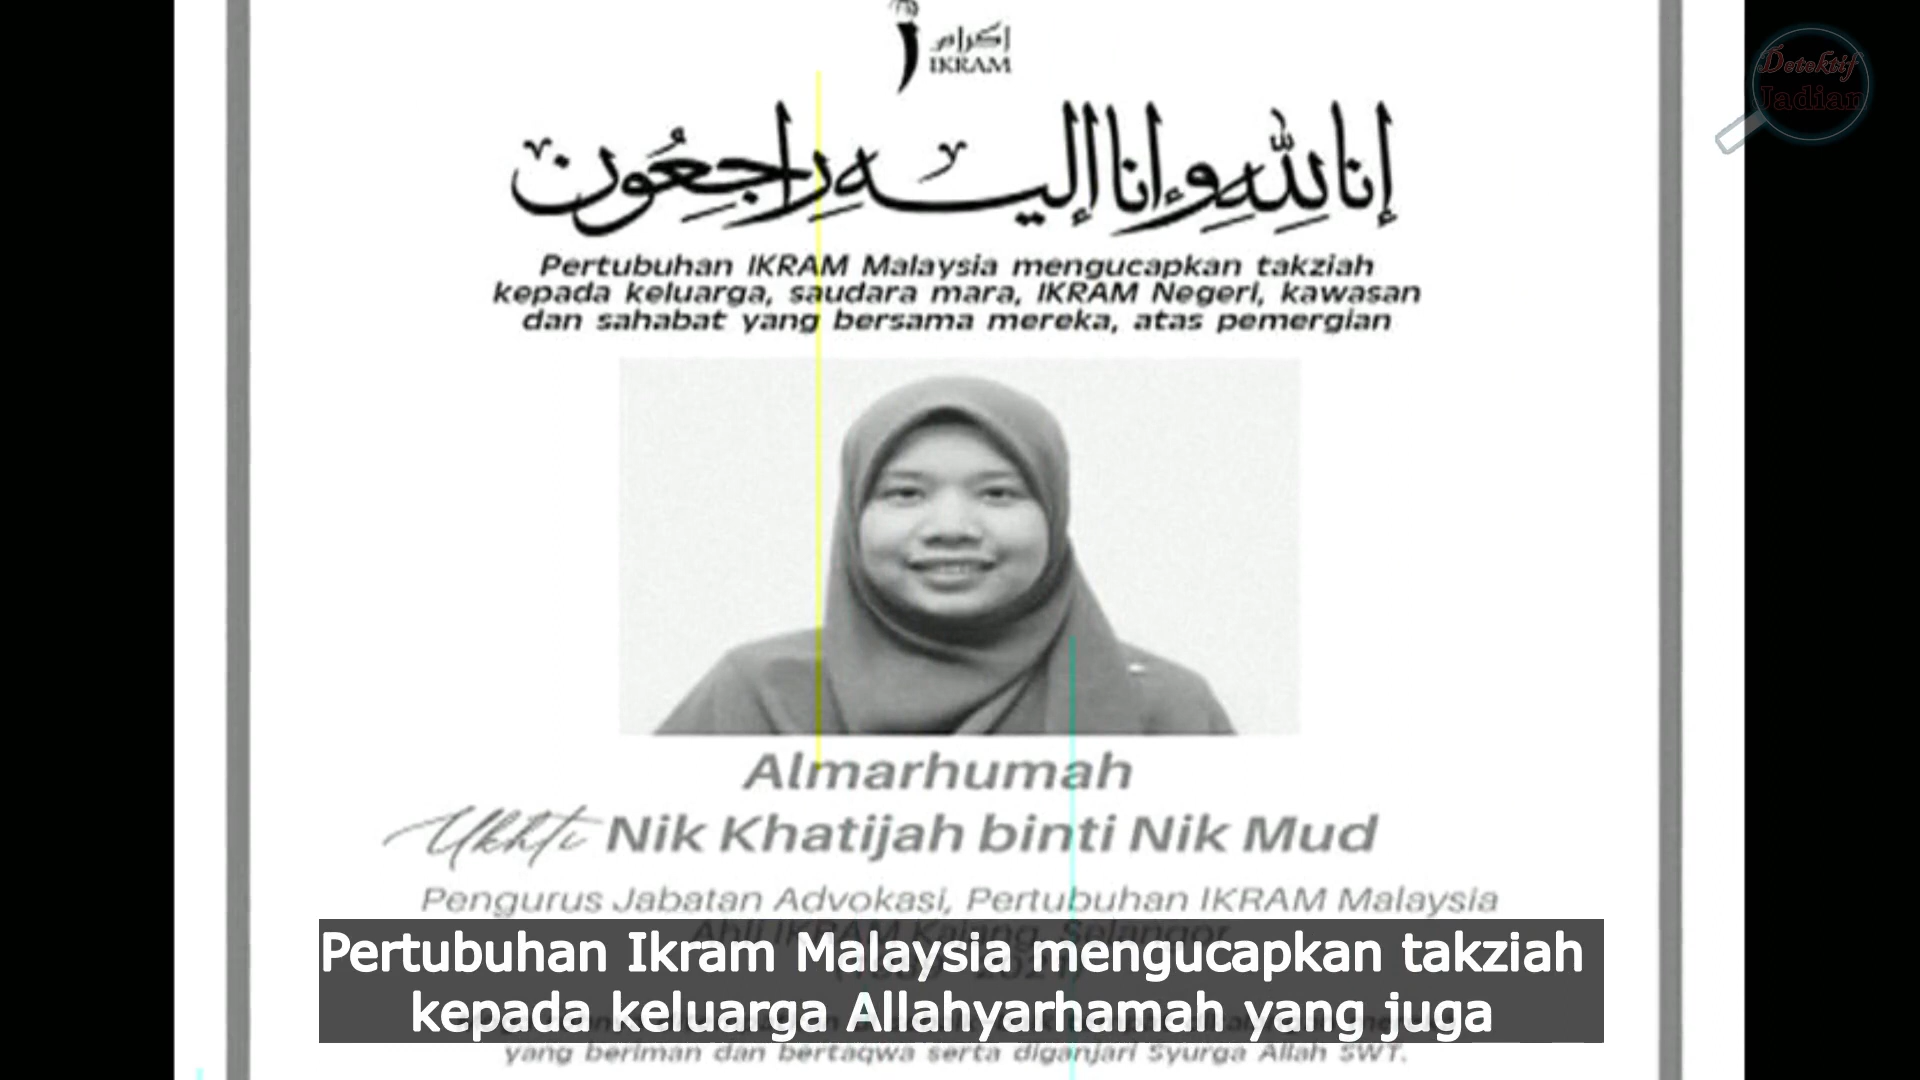 اكرام
IKRAM
Detektif
Jadian
إنا لله وإنا إليه راجعون
Pertubuhan IKRAM Malaysia mengucapkan takziah
kepada keluarga, saudara mara, IKRAM Negeri, kawasan
dan sahabat yang bersama mereka, atas pemergian
Almarhumah
Ukhti Nik Khatijah binti Nik Mud
Pengurus Jabatan Advokasi, Pertubuhan IKRAM Malaysia
Pertubuhan Ikram Malaysia mengucapkan takziah
kepada keluarga Allahyarhamah yang juga
yang beriman dan bertaqwa serta diganjari Syurga Allah SWT.